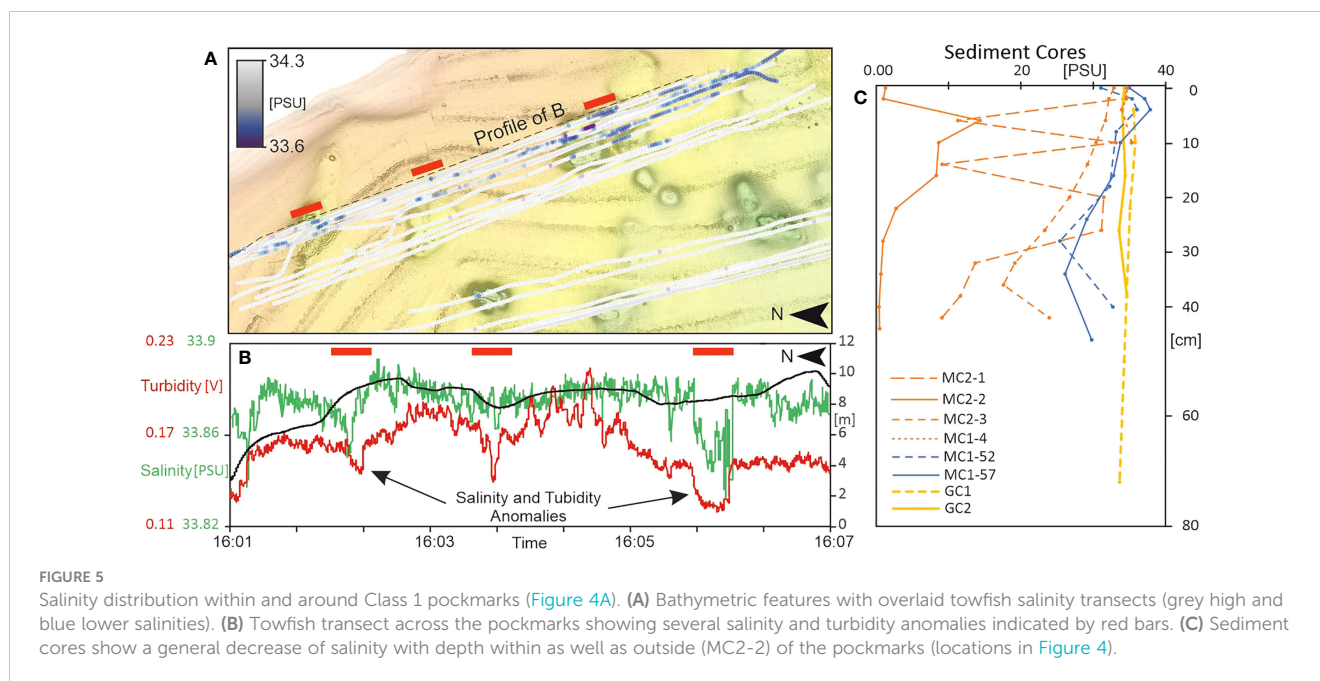 A
34.3
[PSU]
33.6
Profile of B
N
0.23 33.9
B
N
12
Turbidity [V]
10
8
[m]
0.17 33.86
6
Salinity[PSU]
4
Salinity and Tubidity
Anomalies
2
0.11 33.82
0
16:01 16:03 Time 16:05 16:07
Sediment Cores
0.00 20 [PSU] 40
C
0
10
20
30
40
[cm]
60
80
MC2-1
MC2-2
MC2-3
MC1-4
MC1-52
MC1-57
GC1
GC2
FIGURE 5
Salinity distribution within and around Class 1 pockmarks (Figure 4A). (A) Bathymetric features with overlaid towfish salinity transects (grey high and
blue lower salinities). (B) Towfish transect across the pockmarks showing several salinity and turbidity anomalies indicated by red bars. (C) Sediment
cores show a general decrease of salinity with depth within as well as outside (MC2-2) of the pockmarks (locations in Figure 4).